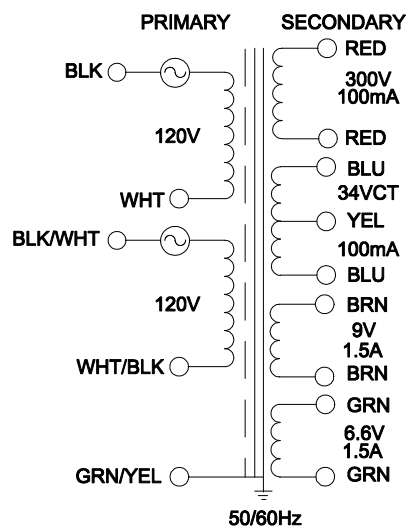 PRIMARY
SECONDARY
BLK
120V
WHT
BLK/WHT
120V
WHT/BLK
GRN/YEL
RED
300V
100mA
RED
BLU
34VCT
YEL
100mA
BLU
BRN
9V
1.5A
BRN
GRN
6.6V
1.5A
GRN
50/60Hz